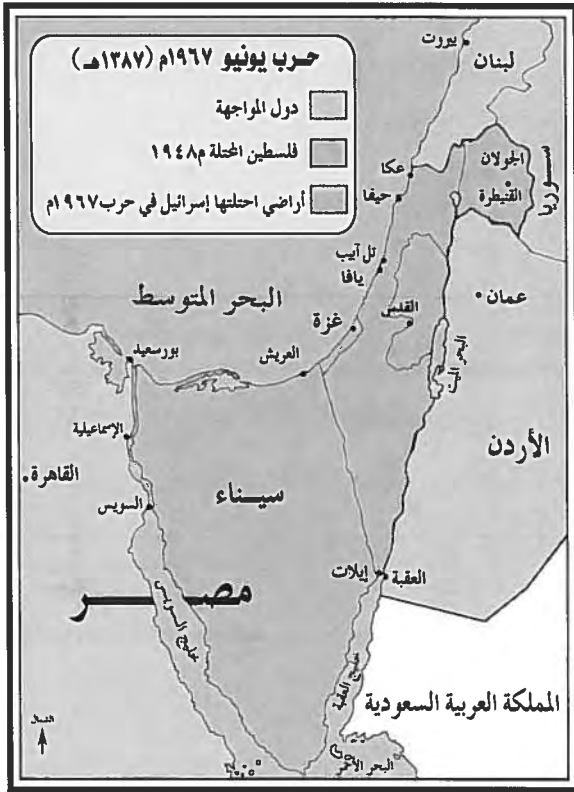 حرب يونيو ١٩٦٧م (١٣٨٧هـ)
دول المواجهة
فلسطين المحتلة م١٩٤٨
أراضي احتلتها إسرائيل في حرب ١٩٦٧م
بيروت
لبنان
سوريا
الجولان
القنيطرة
عكا
حيفا
تل آبيب
يافا
عمان
القدس
البحر المتوسط
غزة
البحر الميت
بورسعيد
العريش
الإسماعيلية
الأردن
القاهرة
سيناء
السويس
إيلات
العقبة
مصر
خليج السويس
خليج العقبة
المملكة العربية السعودية
الشمال
البحر الأحمر